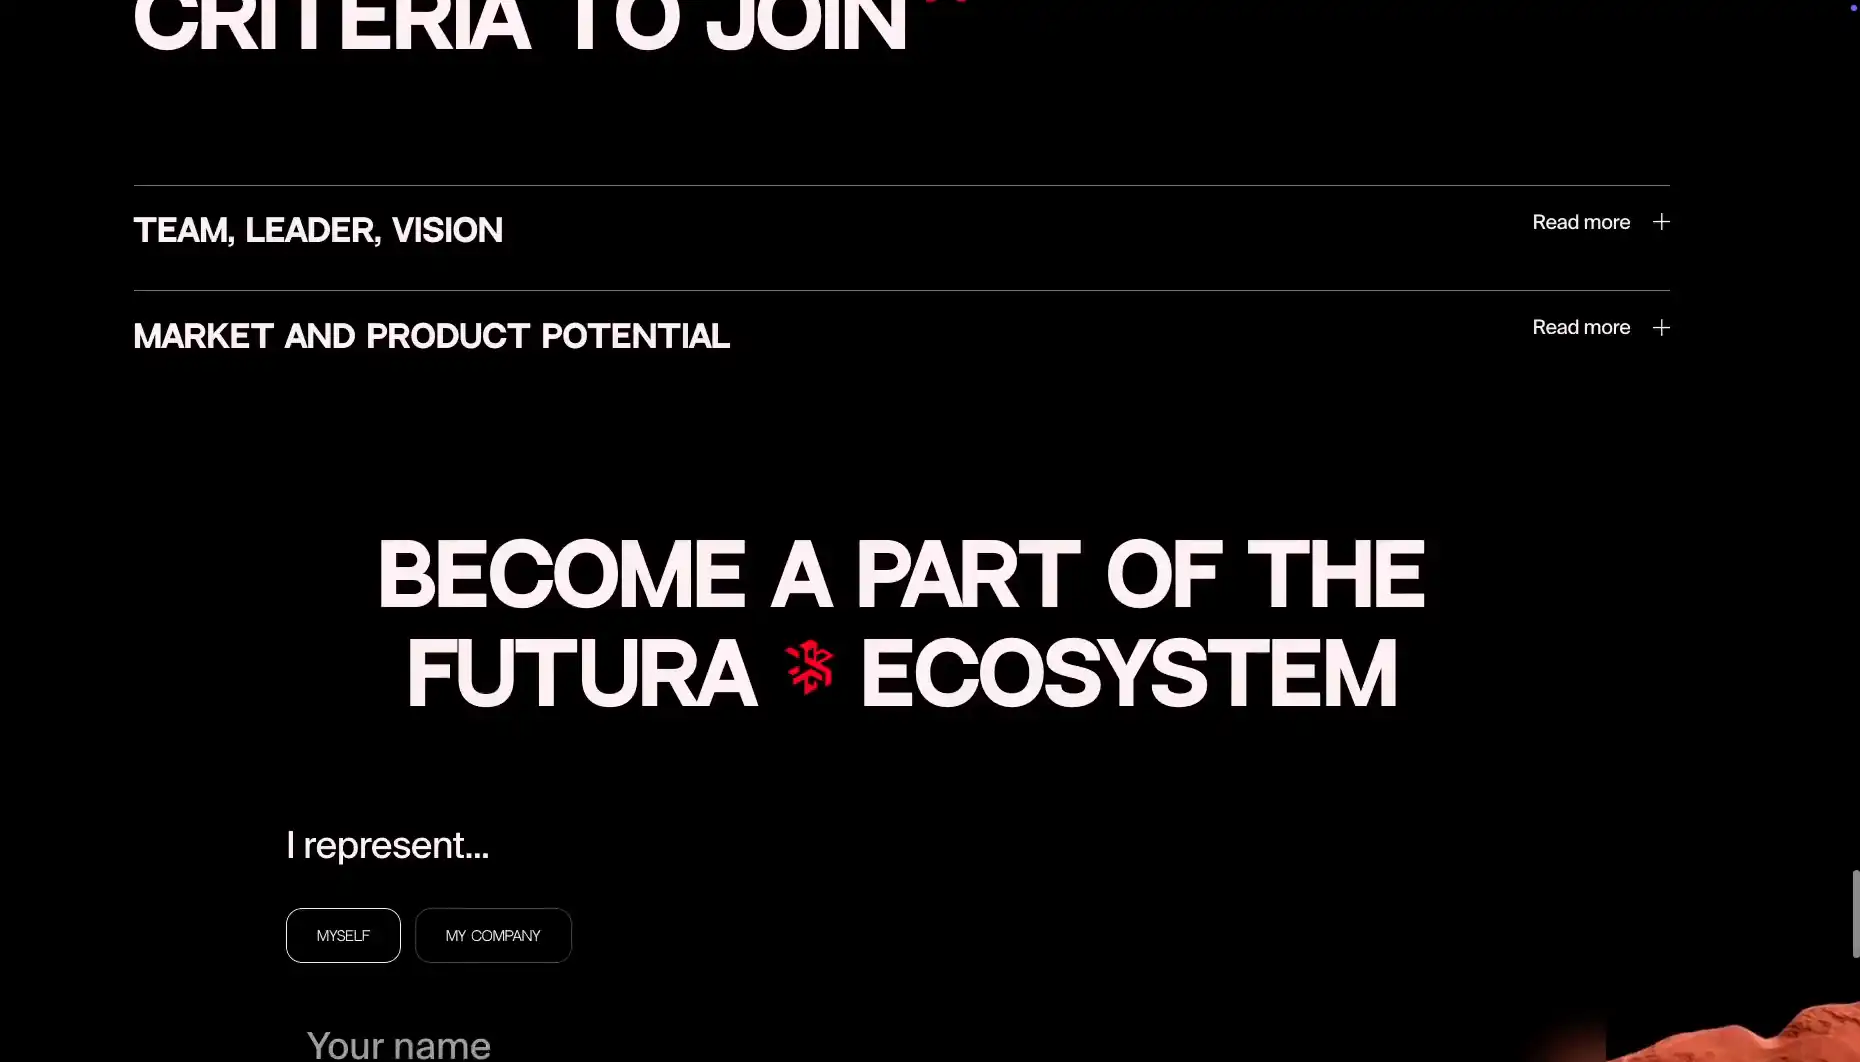 CRITERIA TO JOIN
TEAM, LEADER, VISION
Read more
MARKET AND PRODUCT POTENTIAL
Read more
BECOME A PART OF THE
FUTURA ECOSYSTEM
I represent...
MYSELF
MY COMPANY
Your name